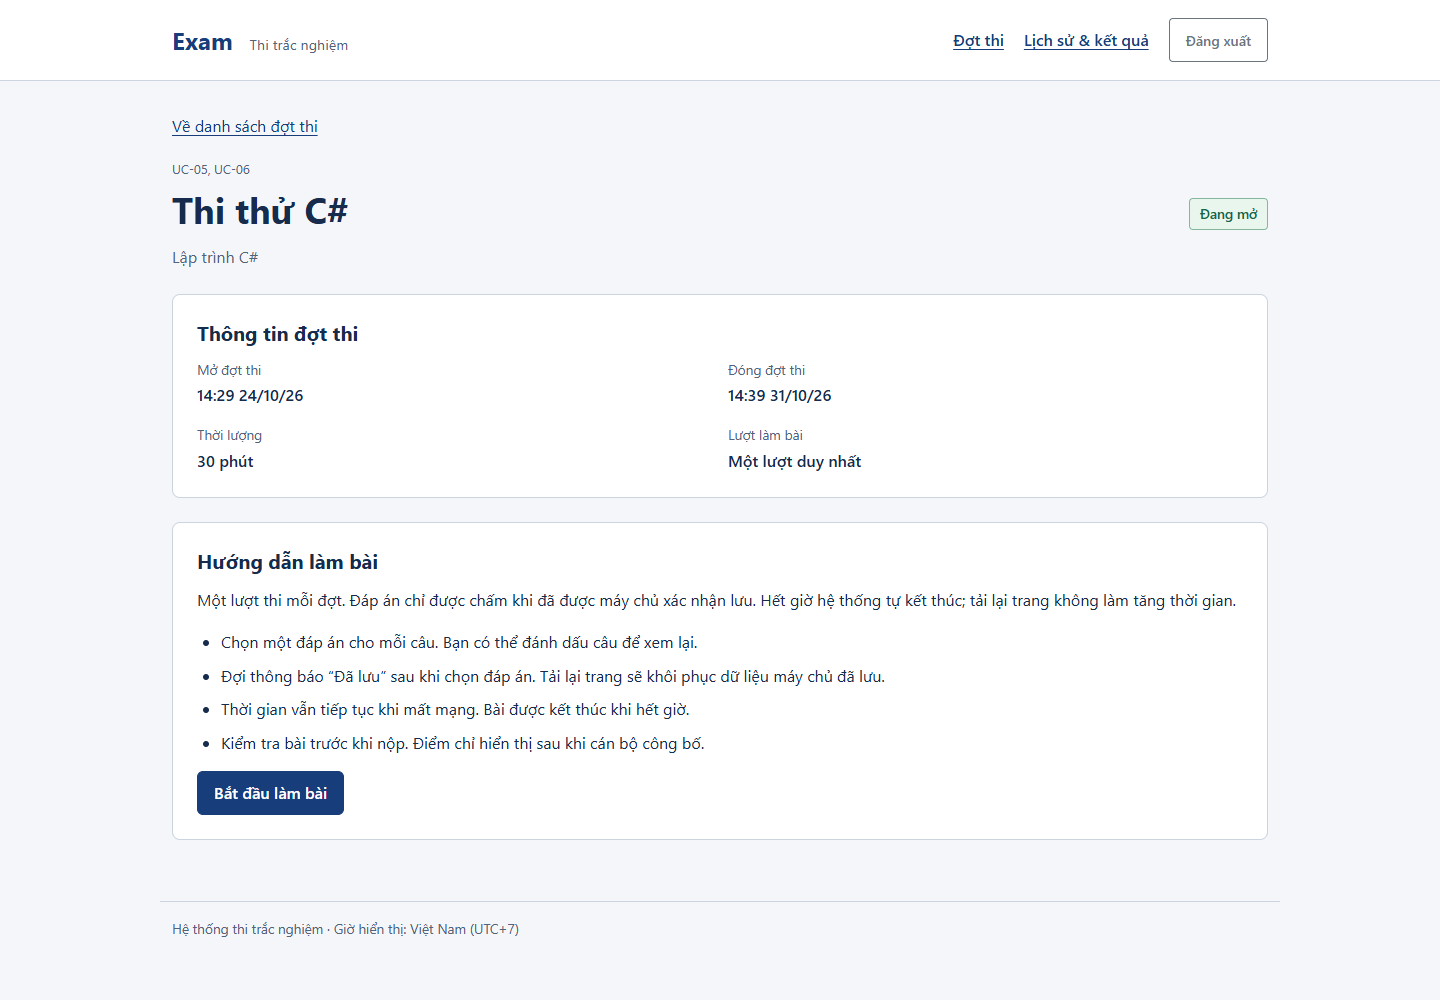 Exam Thi trắc nghiệm Đợt thi Lịch sử & kết quả Đăng xuất
Về danh sách đợt thi
UC-05, UC-06
Thi thử C# Đang mở
Lập trình C#
Thông tin đợt thi
Mở đợt thi Đóng đợt thi
14:29 24/10/26 14:39 31/10/26
Thời lượng Lượt làm bài
30 phút Một lượt duy nhất
Hướng dẫn làm bài
Một lượt thi mỗi đợt. Đáp án chỉ được chấm khi đã được máy chủ xác nhận lưu. Hết giờ hệ thống tự kết thúc; tải lại trang không làm tăng thời gian.
• Chọn một đáp án cho mỗi câu. Bạn có thể đánh dấu câu để xem lại.
• Đợi thông báo “Đã lưu” sau khi chọn đáp án. Tải lại trang sẽ khôi phục dữ liệu máy chủ đã lưu.
• Thời gian vẫn tiếp tục khi mất mạng. Bài được kết thúc khi hết giờ.
• Kiểm tra bài trước khi nộp. Điểm chỉ hiển thị sau khi cán bộ công bố.
Bắt đầu làm bài
Hệ thống thi trắc nghiệm · Giờ hiển thị: Việt Nam (UTC+7)